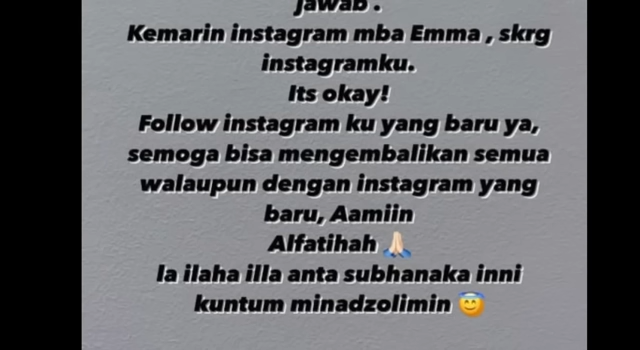 jawab .
Kemarin instagram mba Emma , skrg
instagramku.
Its okay!
Follow instagram ku yang baru ya,
semoga bisa mengembalikan semua
walaupun dengan instagram yang
baru, Aamiin
Alfatihah 🙏🏻
la ilaha illa anta subhanaka inni
kuntum minadzolimin 😇